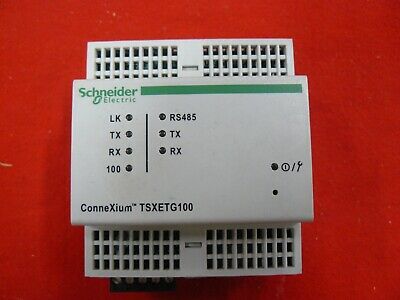 Schneider
Electric
LK RS485
TX TX
RX RX
100
ConneXium™ TSXETG100